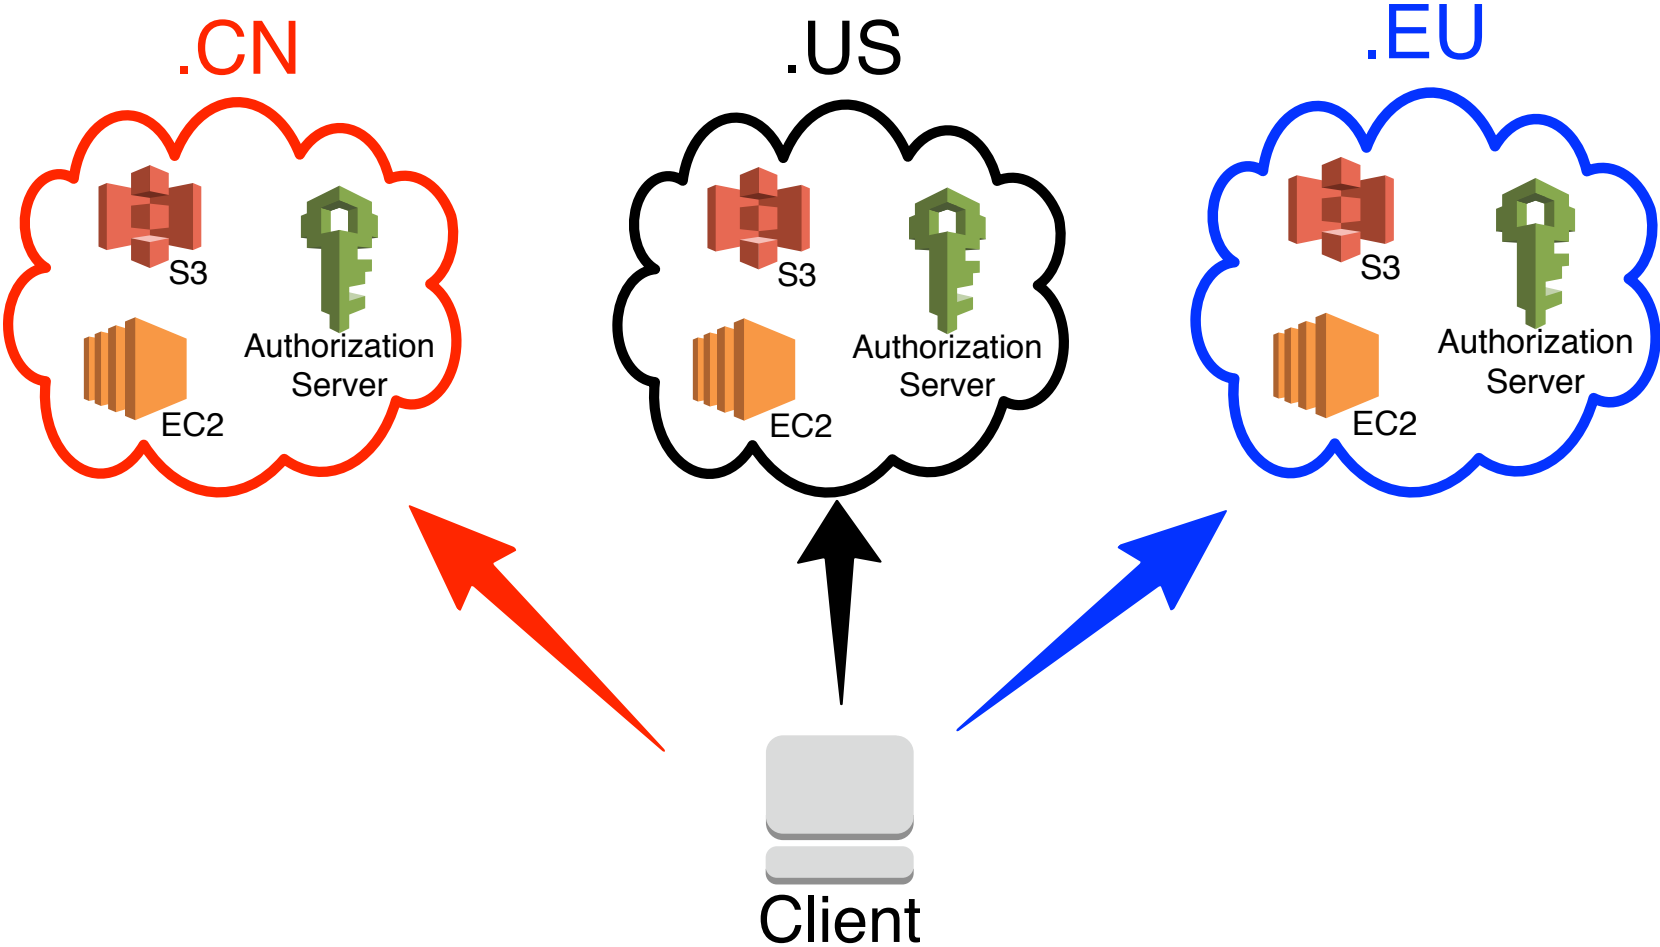 .CN
.US
.EU
S3
Authorization
Server
EC2
S3
Authorization
Server
EC2
S3
Authorization
Server
EC2
Client